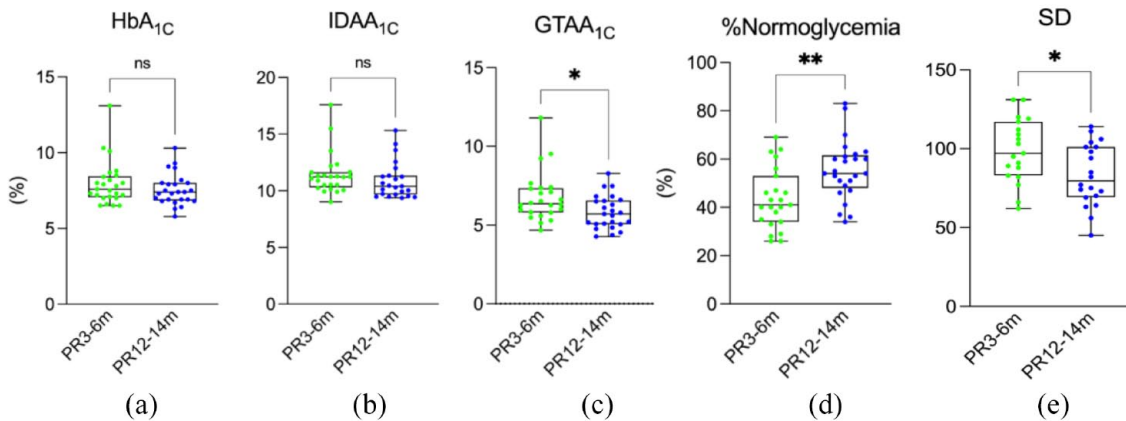 HbA1C
ns
15
10
5
0
(%)
PR3-6m
PR12-14m
(a)
IDAA1C
ns
20
15
10
5
0
PR3-6m
PR12-14m
(b)
GTAA1C
*
15
10
5
0
PR3-6m
PR12-14m
(c)
%Normoglycemia
**
100
80
60
40
20
0
(%)
PR3-6m
PR12-14m
(d)
SD
*
150
100
50
0
PR3-6m
PR12-14m
(e)